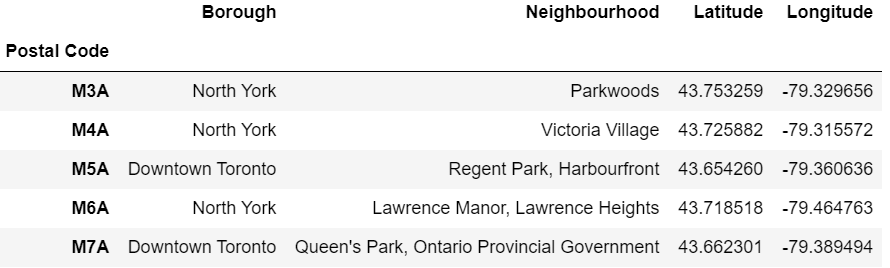 Borough Neighbourhood Latitude Longitude
Postal Code
M3A North York Parkwoods 43.753259 -79.329656
M4A North York Victoria Village 43.725882 -79.315572
M5A Downtown Toronto Regent Park, Harbourfront 43.654260 -79.360636
M6A North York Lawrence Manor, Lawrence Heights 43.718518 -79.464763
M7A Downtown Toronto Queen's Park, Ontario Provincial Government 43.662301 -79.389494